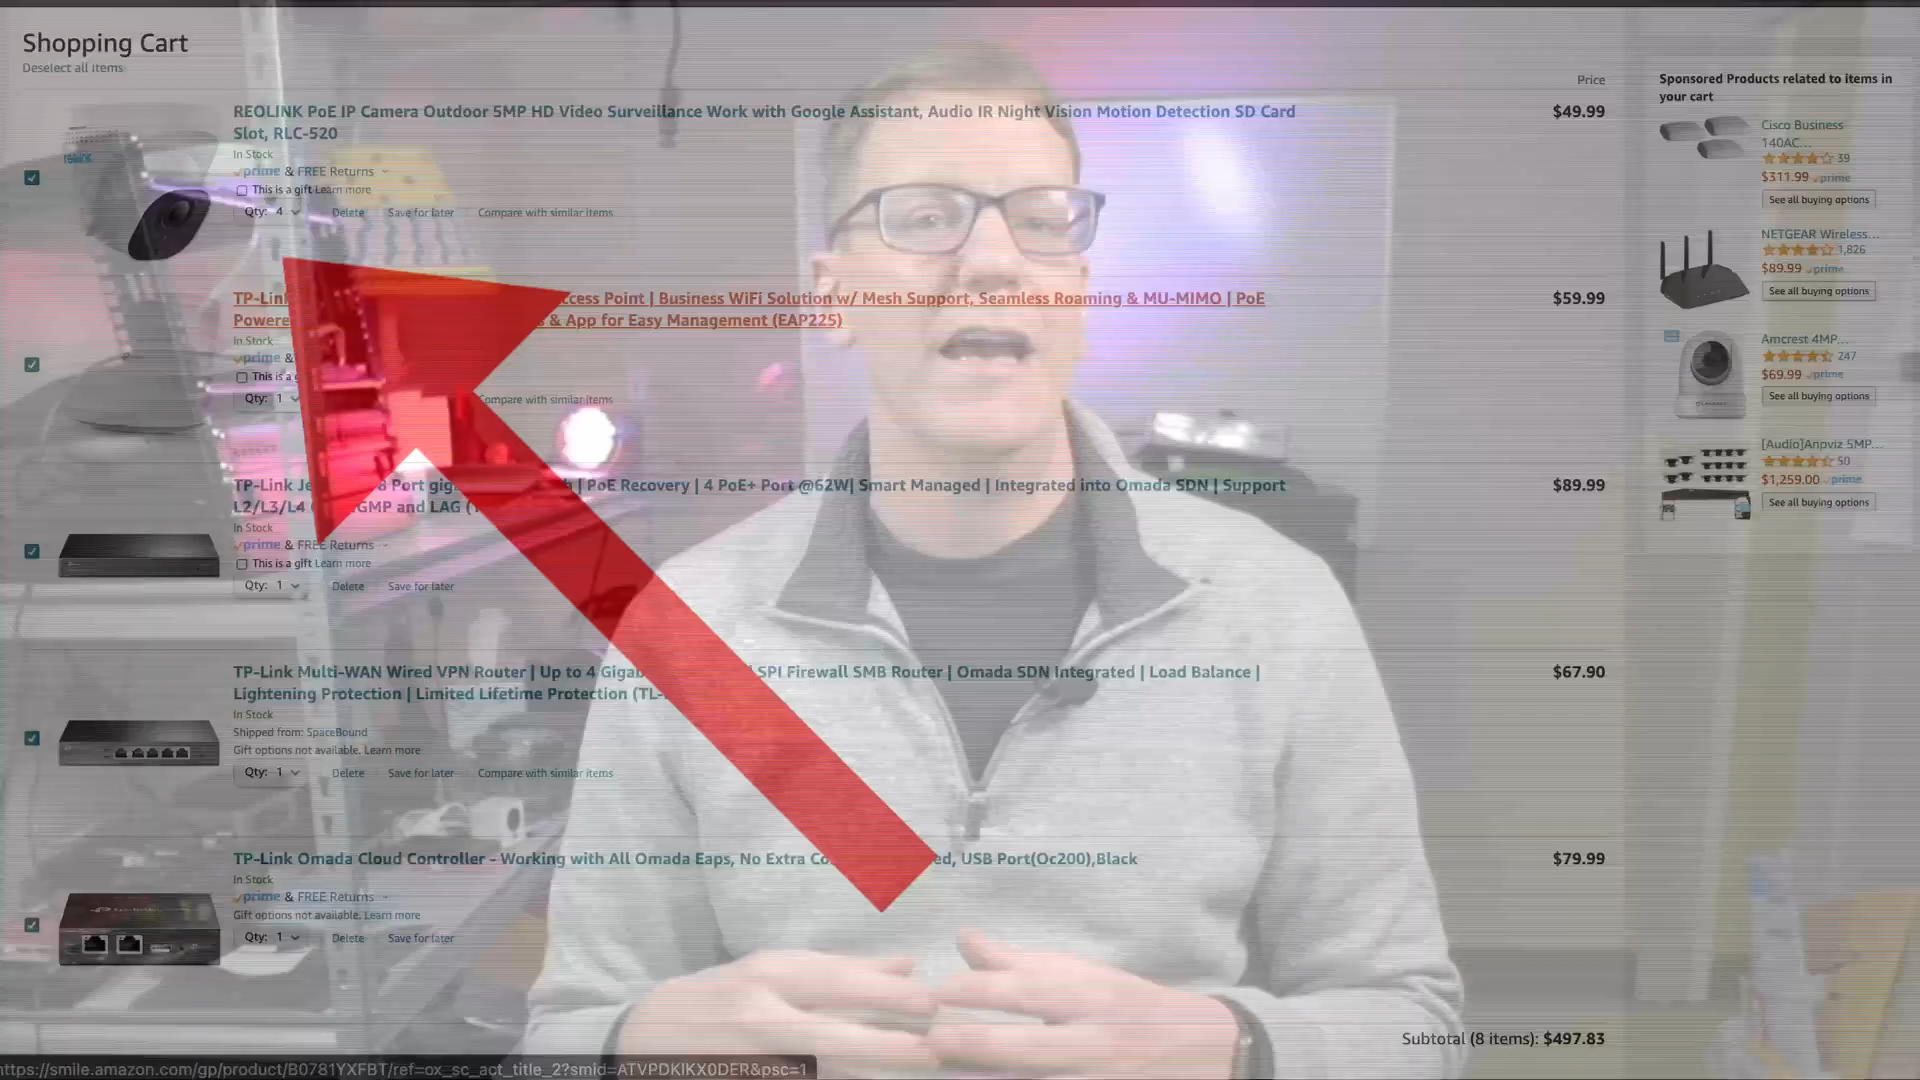 Shopping Cart
Deselect all items
Price
REOLINK PoE IP Camera Outdoor 5MP HD Video Surveillance Work with Google Assistant, Audio IR Night Vision Motion Detection SD Card
Slot, RLC-520
$49.99
In Stock
prime & FREE Returns
This is a gift Learn more
Qty: 4
Delete
Save for later
Compare with similar items
reolink
TP-Link
ccess Point | Business WiFi Solution w/ Mesh Support, Seamless Roaming & MU-MIMO | PoE
Powere
& App for Easy Management (EAP225)
$59.99
In Stock
prime &
This is a g
Qty: 1
Compare with similar items
TP-Link Je
8 Port gig
| PoE Recovery | 4 PoE+ Port @62W| Smart Managed | Integrated into Omada SDN | Support
L2/L3/L4
GMP and LAG (
$89.99
In Stock
prime & FREE Returns
This is a gift Learn more
Qty: 1
Delete
Save for later
TP-Link Multi-WAN Wired VPN Router | Up to 4 Gigab
SPI Firewall SMB Router | Omada SDN Integrated | Load Balance |
Lightening Protection | Limited Lifetime Protection (TL-
$67.90
In Stock
Shipped from: SpaceBound
Gift options not available. Learn more
Qty: 1
Delete
Save for later
Compare with similar items
TP-Link Omada Cloud Controller - Working with All Omada Eaps, No Extra Co
ed, USB Port(Oc200),Black
$79.99
In Stock
prime & FREE Returns
Gift options not available. Learn more
Qty: 1
Delete
Save for later
Subtotal (8 items): $497.83
Sponsored Products related to items in
your cart
Cisco Business
140AC...
39
$311.99 prime
See all buying options
NETGEAR Wireless...
1,826
$89.99 prime
See all buying options
Amcrest 4MP...
247
$69.99 prime
See all buying options
[Audio]Anpviz 5MP...
50
$1,259.00 prime
See all buying options
https://smile.amazon.com/gp/product/B0781YXFBT/ref=ox_sc_act_title_2?smid=ATVPDKIKX0DER&psc=1